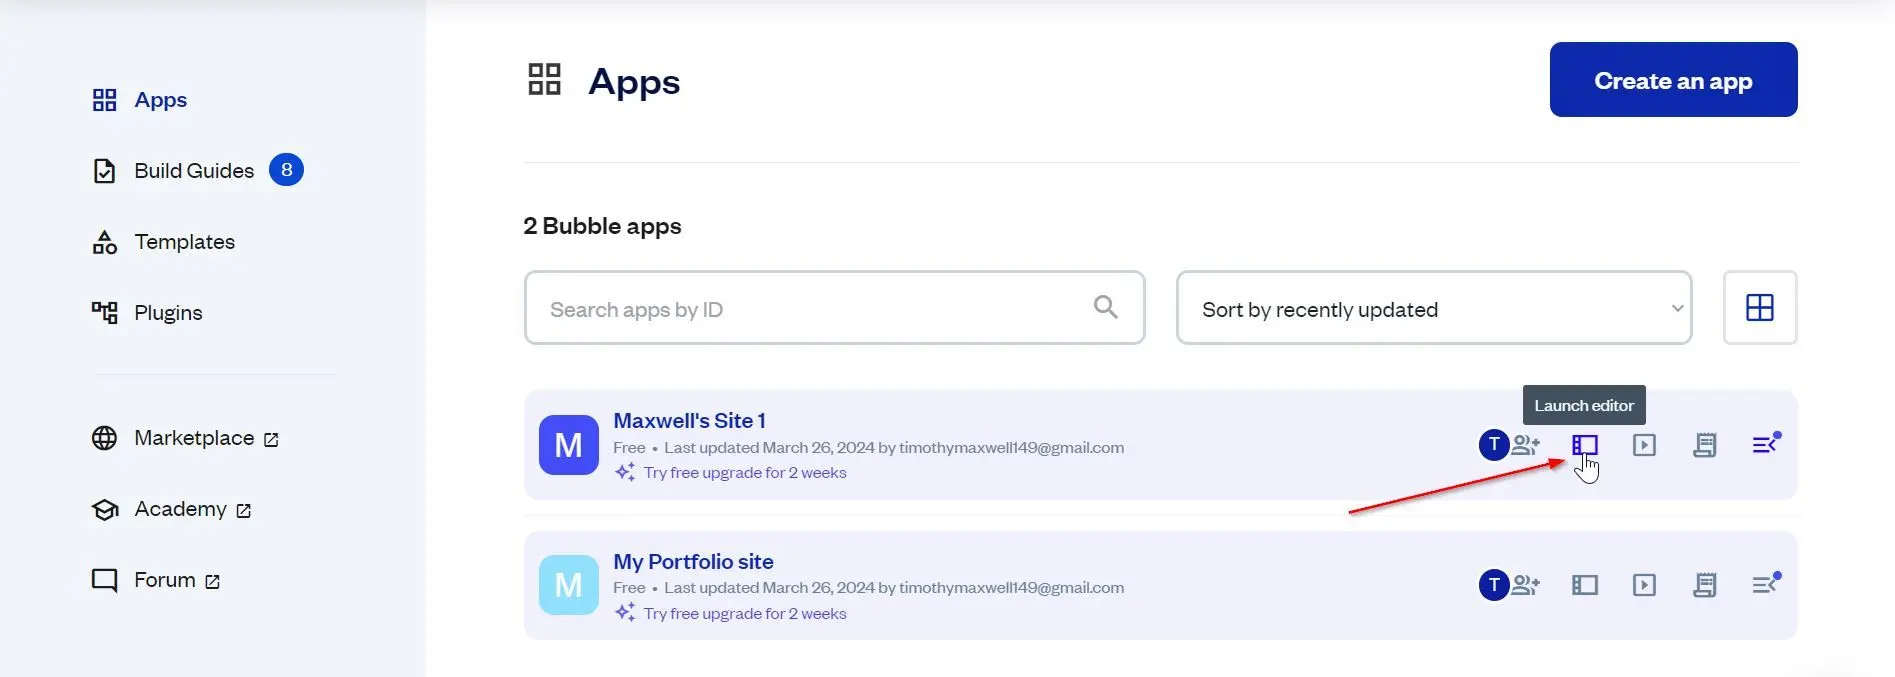 Apps
Build Guides 8
Templates
Plugins
Marketplace
Academy
Forum
Apps
Create an app
2 Bubble apps
Search apps by ID
Sort by recently updated
Launch editor
M
Maxwell's Site 1
Free • Last updated March 26, 2024 by timothymaxwell149@gmail.com
Try free upgrade for 2 weeks
T
M
My Portfolio site
Free • Last updated March 26, 2024 by timothymaxwell149@gmail.com
Try free upgrade for 2 weeks
T